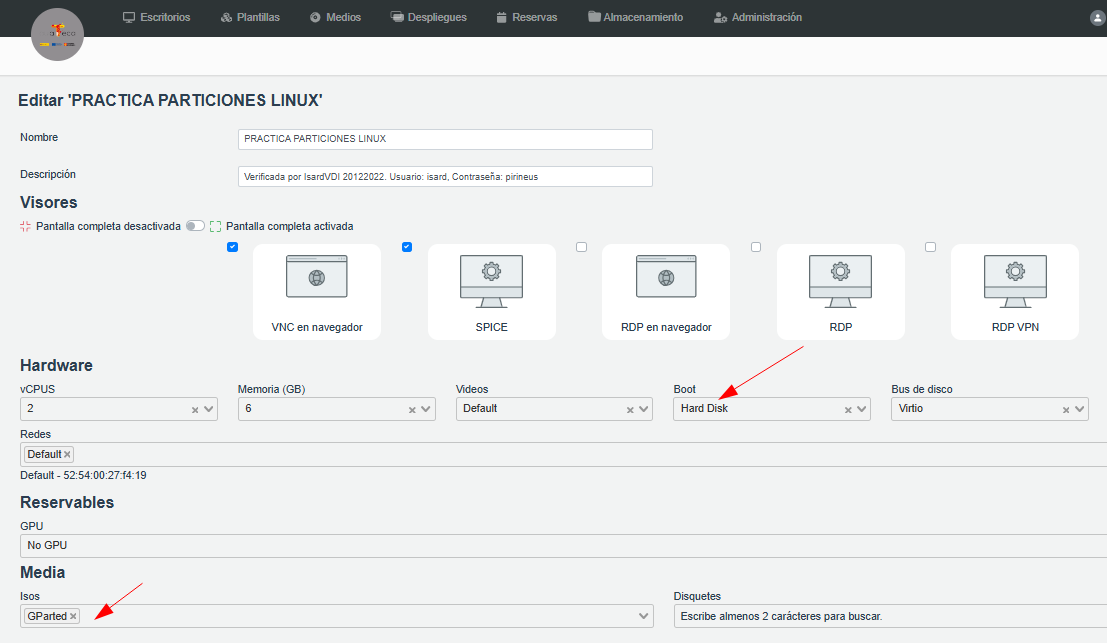 Escritorios Plantillas Medios Despliegues Reservas Almacenamiento Administración
Editar 'PRACTICA PARTICIONES LINUX'
Nombre PRACTICA PARTICIONES LINUX
Descripción Verificada por IsardVDI 20122022. Usuario: isard, Contraseña: pirineus
Visores
Pantalla completa desactivada Pantalla completa activada
VNC en navegador SPICE RDP en navegador RDP RDP VPN
Hardware
vCPUS Memoria (GB) Videos Boot Bus de disco
2 6 Default Hard Disk Virtio
Redes
Default
Default - 52:54:00:27:f4:19
Reservables
GPU
No GPU
Media
Isos Disquetes
GParted Escribe almenos 2 carácteres para buscar.